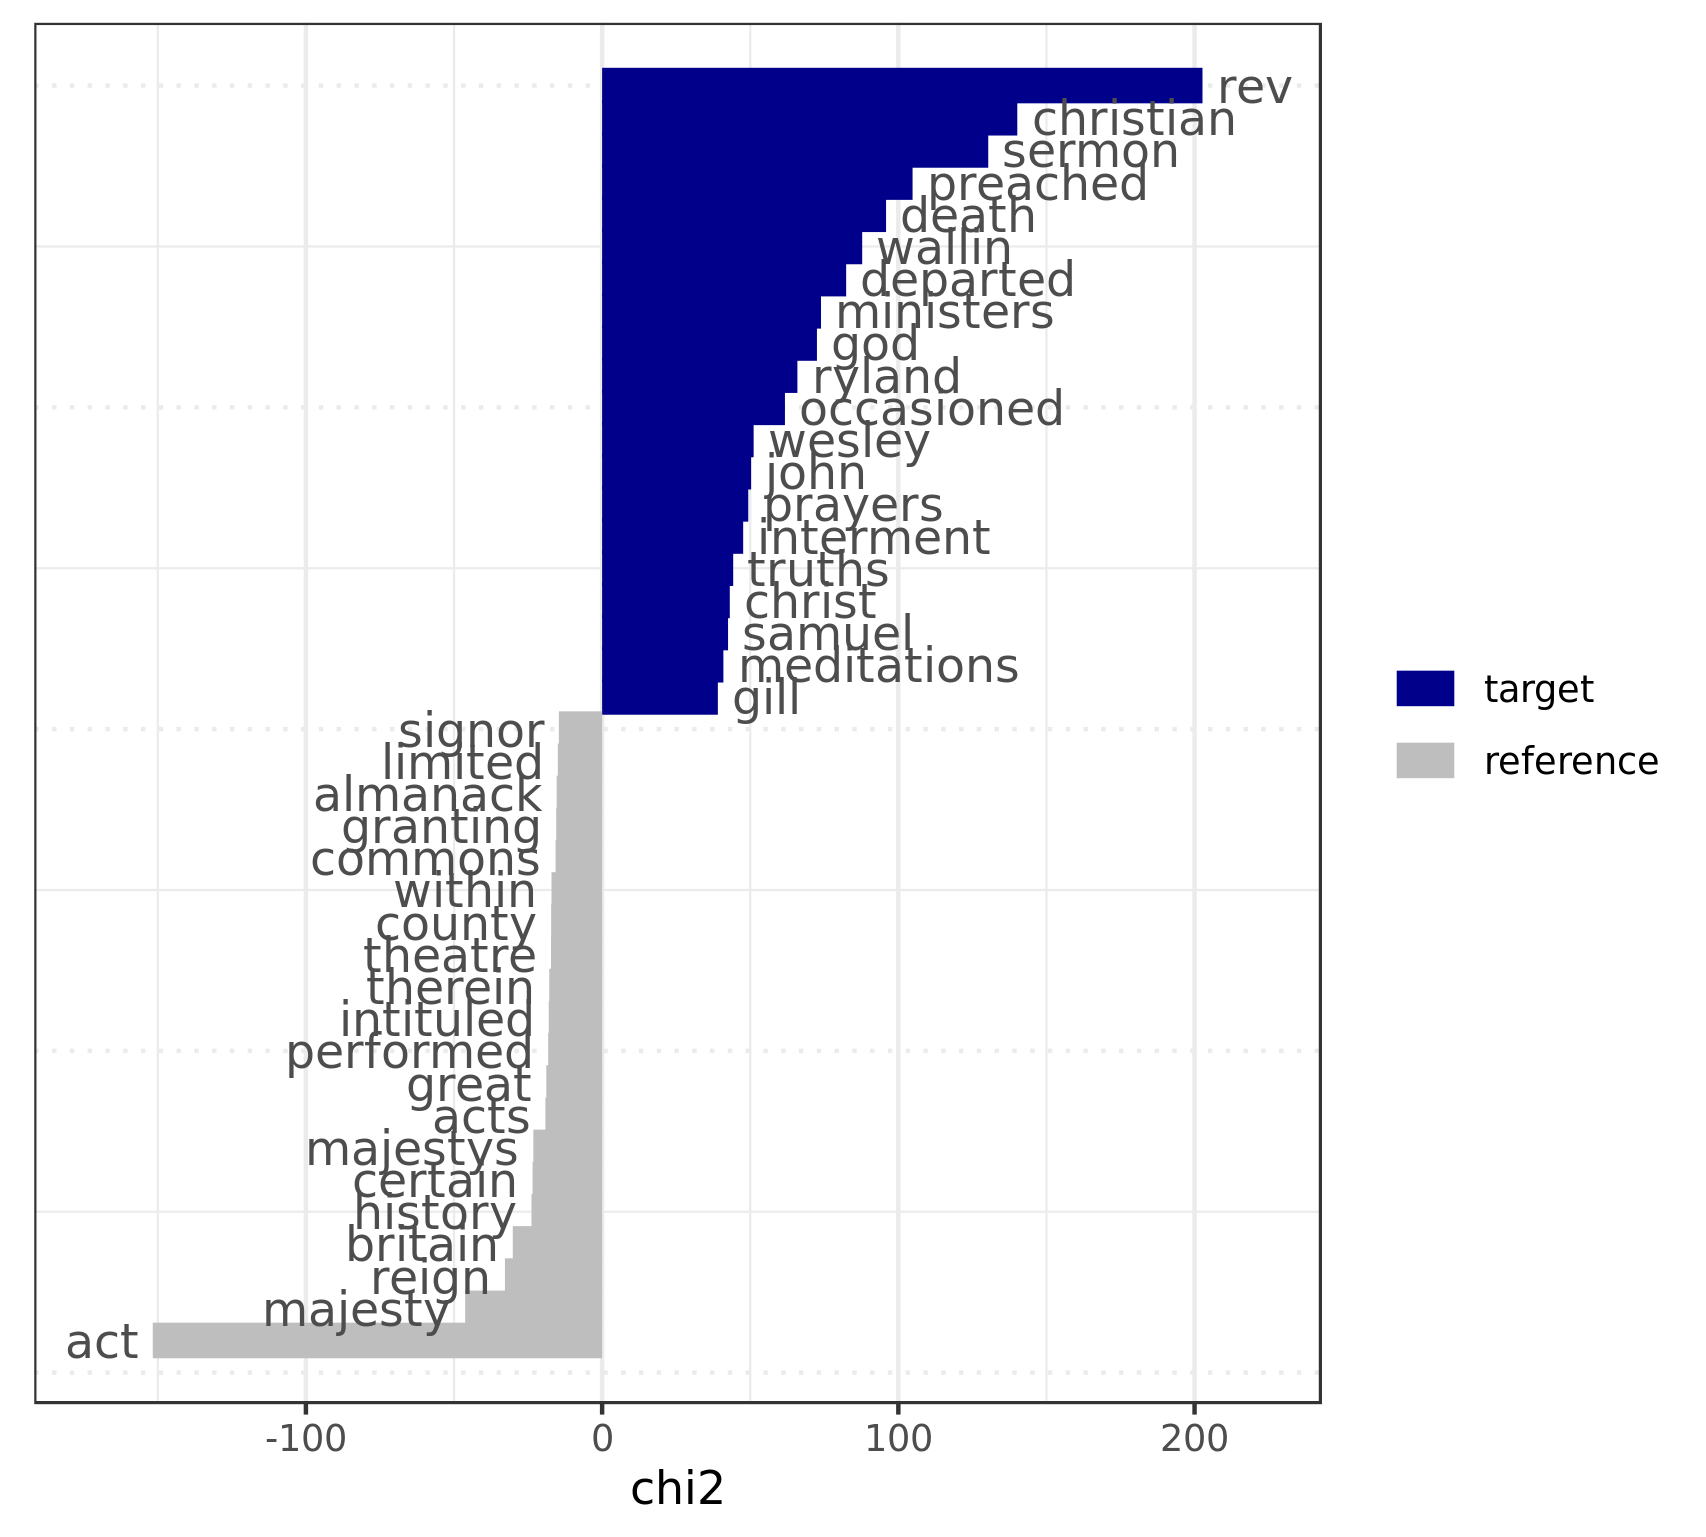 rev
christian
sermon
preached
death
wallin
departed
ministers
god
ryland
occasioned
wesley
john
prayers
interment
truths
christ
samuel
meditations
gill
signor
limited
almanack
granting
commons
within
county
theatre
therein
intituled
performed
great
acts
majestys
certain
history
britain
reign
majesty
act
-100 0 100 200
chi2
target
reference